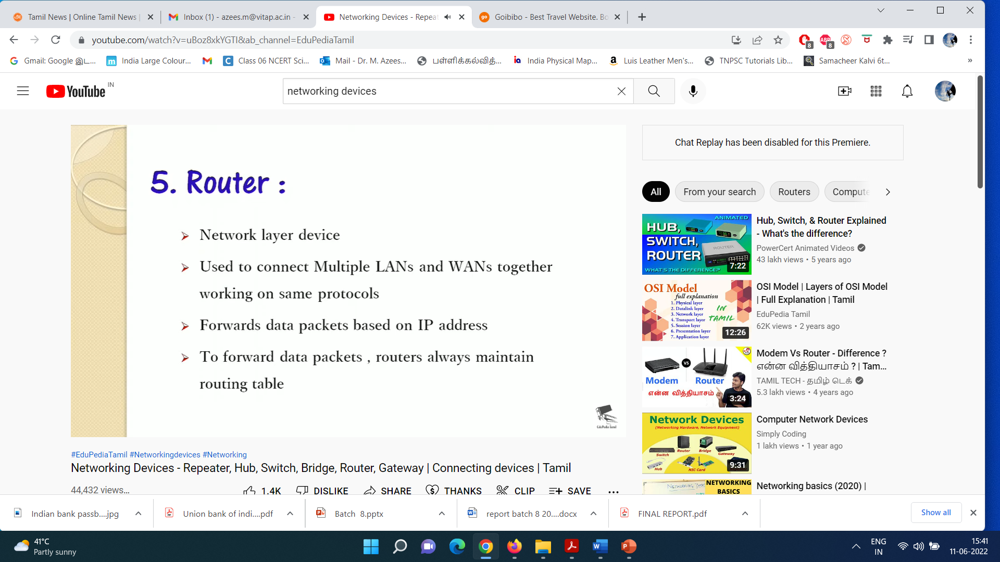 Tamil News | Online Tamil News |
Inbox (1) - azees.m@vitap.ac.in -
Networking Devices - Repeat
Goibibo - Best Travel Website. Bo
youtube.com/watch?v=uBoz8xkYGTI&ab_channel=EduPediaTamil
8
8
Gmail: Google இட...
India Large Colour...
Class 06 NCERT Sci...
Mail - Dr. M. Azees...
பள்ளிக்கல்வித்...
India Physical Map...
Luis Leather Men's...
TNPSC Tutorials Lib...
Samacheer Kalvi 6t...
YouTube IN
networking devices
5. Router :
Network layer device
Used to connect Multiple LANs and WANs together
working on same protocols
Forwards data packets based on IP address
To forward data packets , routers always maintain
routing table
EduPedia Tamil
#EduPediaTamil #Networkingdevices #Networking
Networking Devices - Repeater, Hub, Switch, Bridge, Router, Gateway | Connecting devices | Tamil
44,432 views...
1.4K DISLIKE SHARE THANKS CLIP SAVE
Chat Replay has been disabled for this Premiere.
All From your search Routers Compute
ANIMATED
HUB,
SWITCH,
ROUTER
ROUTER
WHAT'S THE DIFFERENCE?
7:22
Hub, Switch, & Router Explained
- What's the difference?
PowerCert Animated Videos
43 lakh views • 5 years ago
OSI Model
full explanation
1. Physical layer
2. Datalink layer
3. Network layer
4. Transport layer
5. Session layer
6. Presentation layer
7. Application layer
IN
TAMIL
12:26
OSI Model | Layers of OSI Model
| Full Explanation | Tamil
EduPedia Tamil
62K views • 2 years ago
VS
Modem Router
என்ன வித்தியாசம்
3:24
Modem Vs Router - Difference ?
என்ன வித்தியாசம் ? | Tam...
TAMIL TECH - தமிழ் டெக்
5.3 lakh views • 4 years ago
Network Devices
(Networking Hardware, Network Equipment)
Router
Bridge
Switch
Gateway
Hub
NIC Card
9:31
Computer Network Devices
Simply Coding
1 lakh views • 1 year ago
NETWORKING
BASICS
Networking basics (2020) |
Indian bank passb....jpg
Union bank of indi....pdf
Batch 8.pptx
report batch 8 20....docx
FINAL REPORT.pdf
Show all
41°C
Partly sunny
ENG
IN
15:41
11-06-2022